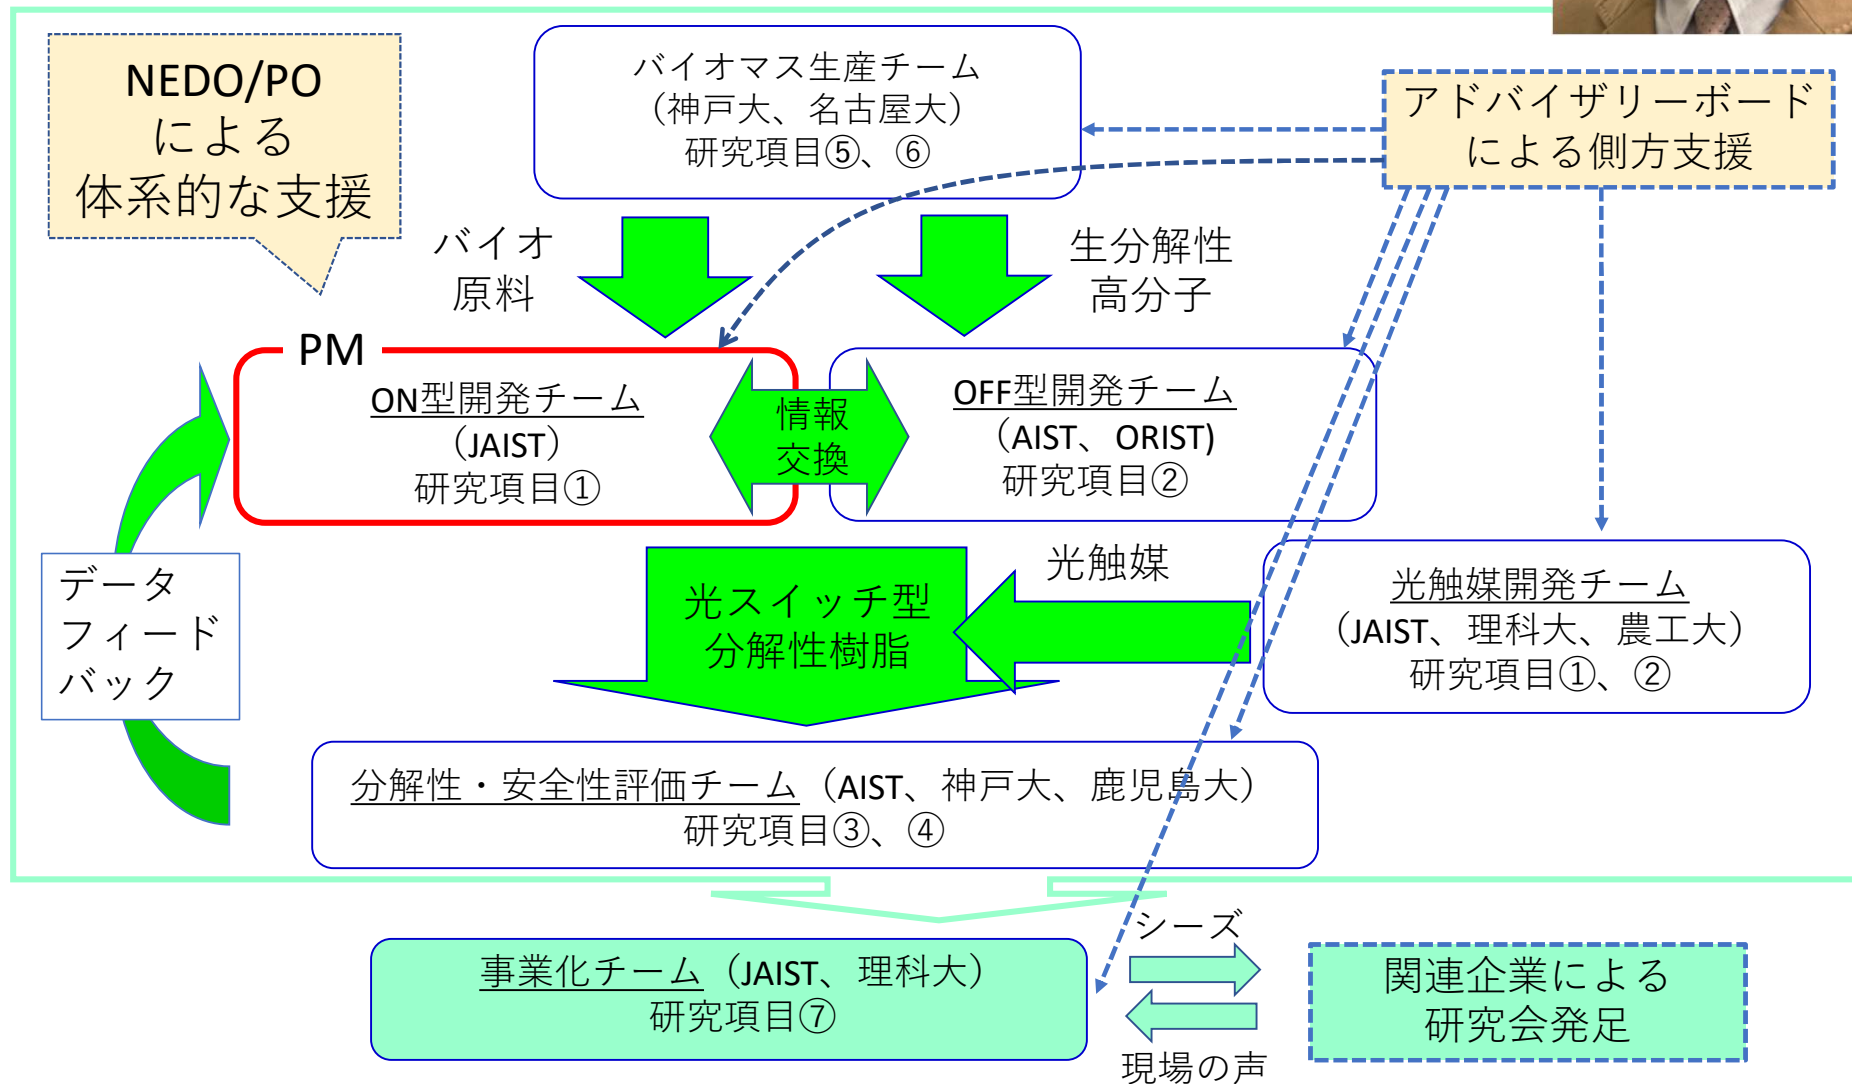 NEDO/PO
による
体系的な支援
バイオマス生産チーム
（神戸大、名古屋大）
研究項目⑤、⑥
アドバイザリーボード
による側方支援
バイオ
原料
生分解性
高分子
PM
ON型開発チーム
（JAIST）
研究項目①
情報
交換
OFF型開発チーム
（AIST、ORIST)
研究項目②
データ
フィード
バック
光スイッチ型
分解性樹脂
光触媒
光触媒開発チーム
（JAIST、理科大、農工大）
研究項目①、②
分解性・安全性評価チーム（AIST、神戸大、鹿児島大）
研究項目③、④
事業化チーム（JAIST、理科大）
研究項目⑦
シーズ
現場の声
関連企業による
研究会発足